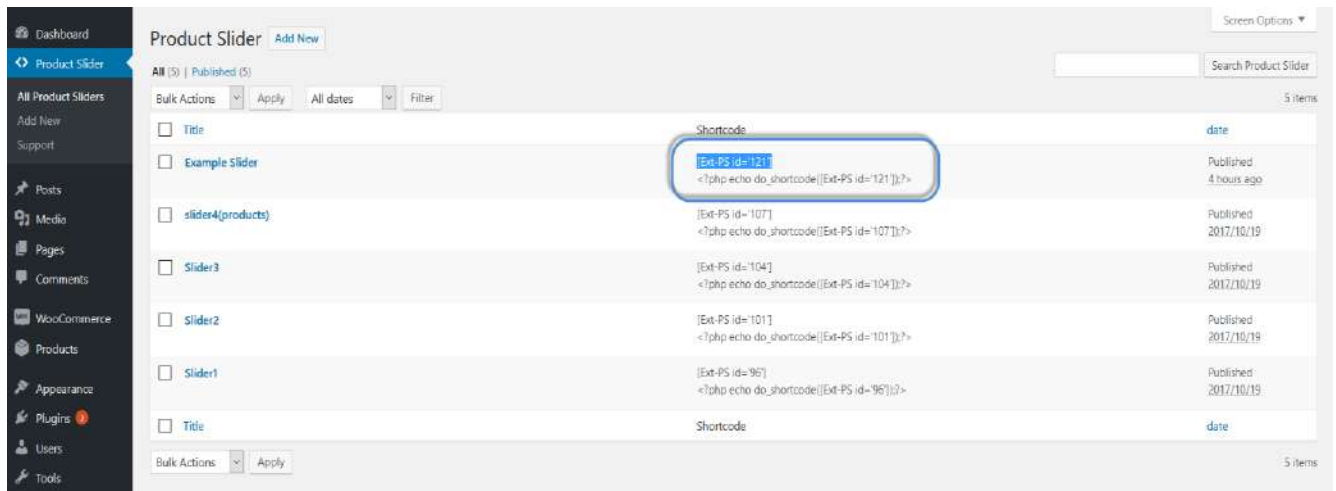 Dashboard
Product Slider
All Product Sliders
Add New
Support
Posts
Media
Pages
Comments
WooCommerce
Products
Appearance
Plugins
Users
Tools
Screen Options ▼
Product Slider Add New
All (5) | Published (5)
Search Product Slider
Bulk Actions Apply All dates Filter 5 items
Title Shortcode date
Example Slider [Ext-PS id='121'] Published
<?php echo do_shortcode([Ext-PS id='121']);?> 4 hours ago
slider4(products) [Ext-PS id='107'] Published
<?php echo do_shortcode([Ext-PS id='107']);?> 2017/10/19
Slider3 [Ext-PS id='104'] Published
<?php echo do_shortcode([Ext-PS id='104']);?> 2017/10/19
Slider2 [Ext-PS id='101'] Published
<?php echo do_shortcode([Ext-PS id='101']);?> 2017/10/19
Slider1 [Ext-PS id='96'] Published
<?php echo do_shortcode([Ext-PS id='96']);?> 2017/10/19
Title Shortcode date
Bulk Actions Apply 5 items